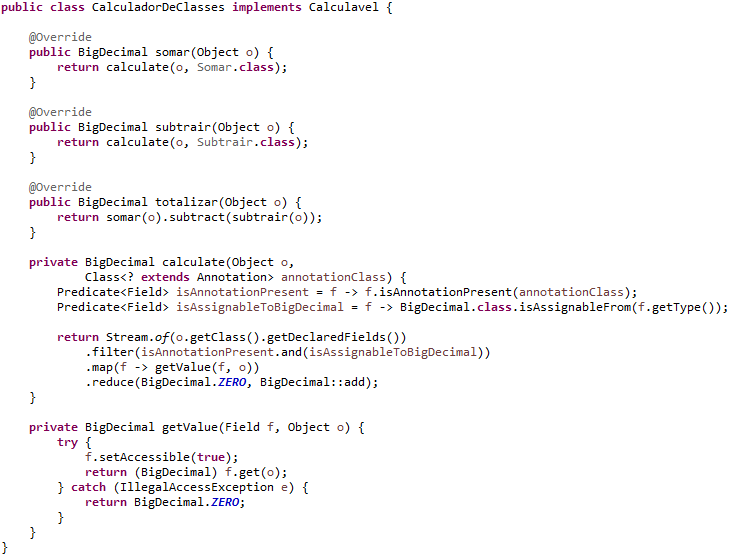 public class CalculadorDeClasses implements Calculavel {
@Override
public BigDecimal somar(Object o) {
return calculate(o, Somar.class);
}
@Override
public BigDecimal subtrair(Object o) {
return calculate(o, Subtrair.class);
}
@Override
public BigDecimal totalizar(Object o) {
return somar(o).subtract(subtrair(o));
}
private BigDecimal calculate(Object o,
Class<? extends Annotation> annotationClass) {
Predicate<Field> isAnnotationPresent = f -> f.isAnnotationPresent(annotationClass);
Predicate<Field> isAssignableToBigDecimal = f -> BigDecimal.class.isAssignableFrom(f.getType());
return Stream.of(o.getClass().getDeclaredFields())
.filter(isAnnotationPresent.and(isAssignableToBigDecimal))
.map(f -> getValue(f, o))
.reduce(BigDecimal.ZERO, BigDecimal::add);
}
private BigDecimal getValue(Field f, Object o) {
try {
f.setAccessible(true);
return (BigDecimal) f.get(o);
} catch (IllegalAccessException e) {
return BigDecimal.ZERO;
}
}
}